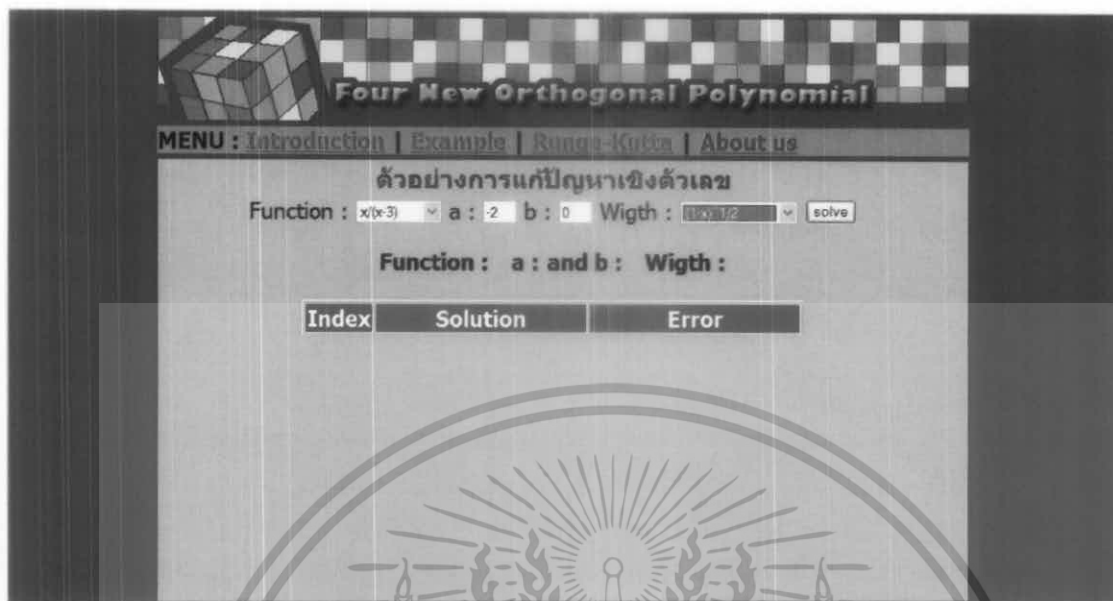 Four New Orthogonal Polynomial
MENU : Introduction | Example | Runge-Kutta | About us
ตัวอย่างการแก้ปัญหาเชิงตัวเลข
Function : x/(x-3) a : -2 b : 0 Wigth : solve
Function : a : and b : Wigth :
Index Solution Error